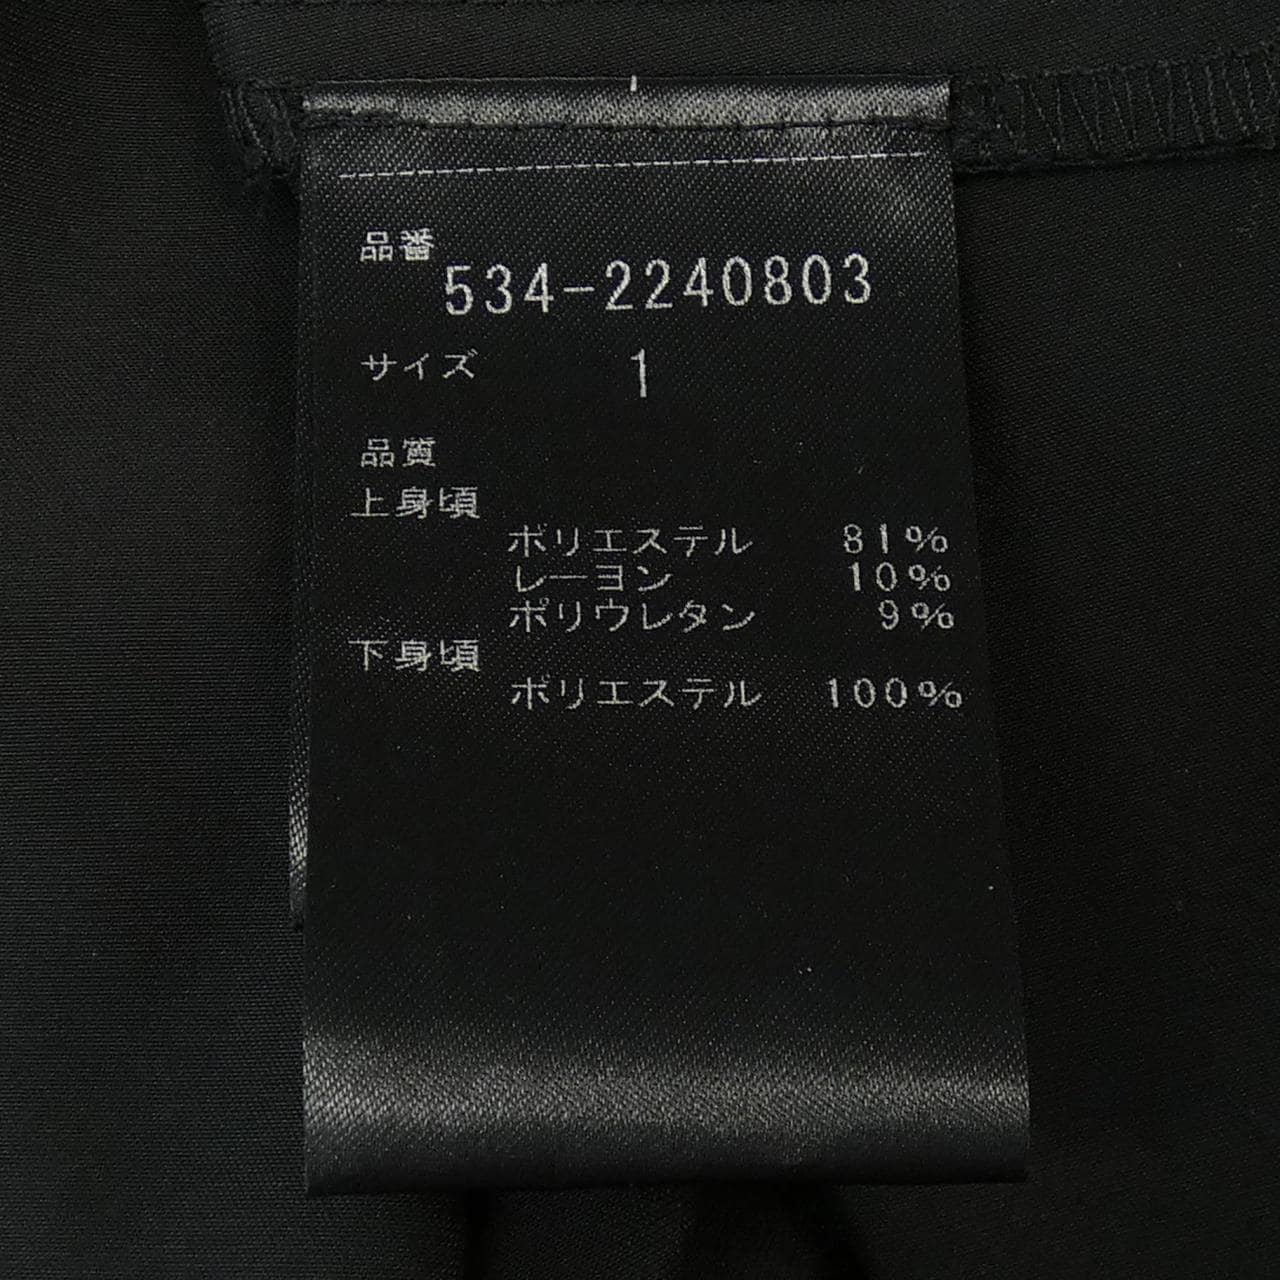 品番
534-2240803
サイズ 1
品質
上身頃
ポリエステル 81%
レーヨン 10%
ポリウレタン 9%
下身頃
ポリエステル 100%